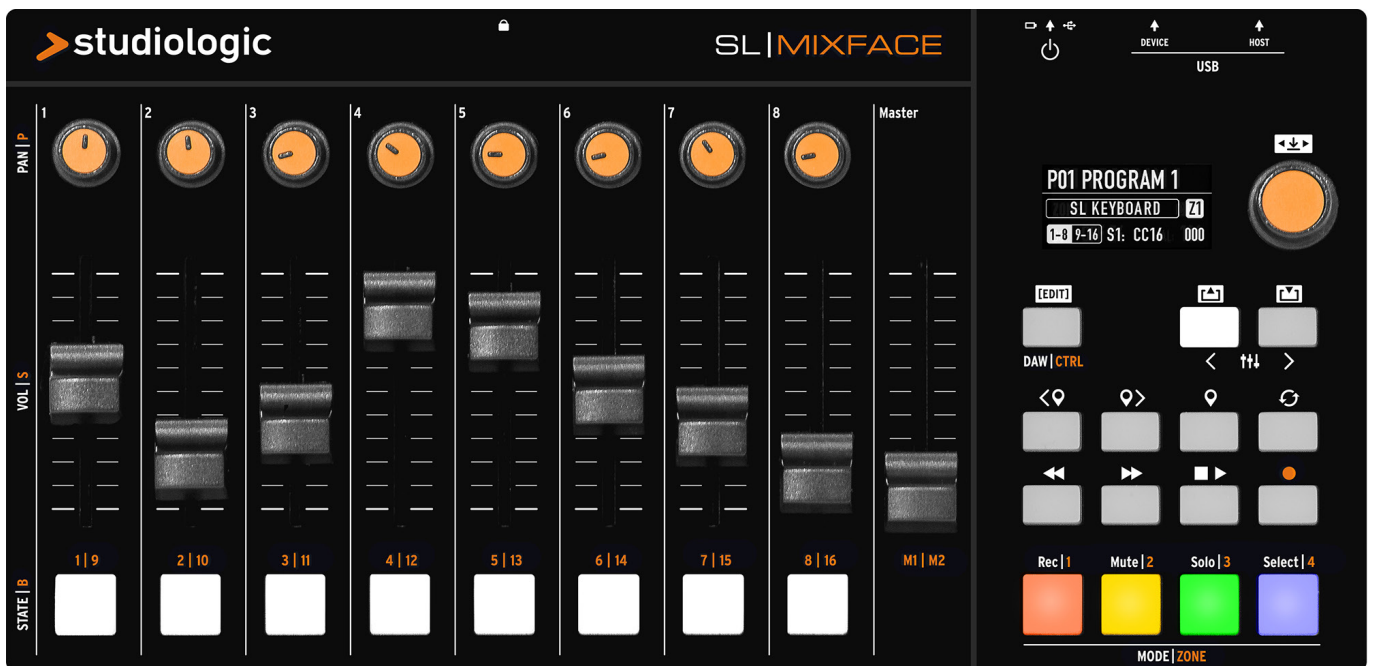 studiologic
SL|MIXFACE
DEVICE
HOST
USB
PAN|P
1
2
3
4
5
6
7
8
Master
P01 PROGRAM 1
SL KEYBOARD Z1
1-8 9-16 S1: CC16 000
[EDIT]
DAW|CTRL
VOL|S
STATE|B
1|9
2|10
3|11
4|12
5|13
6|14
7|15
8|16
M1|M2
Rec|1
Mute|2
Solo|3
Select|4
MODE|ZONE